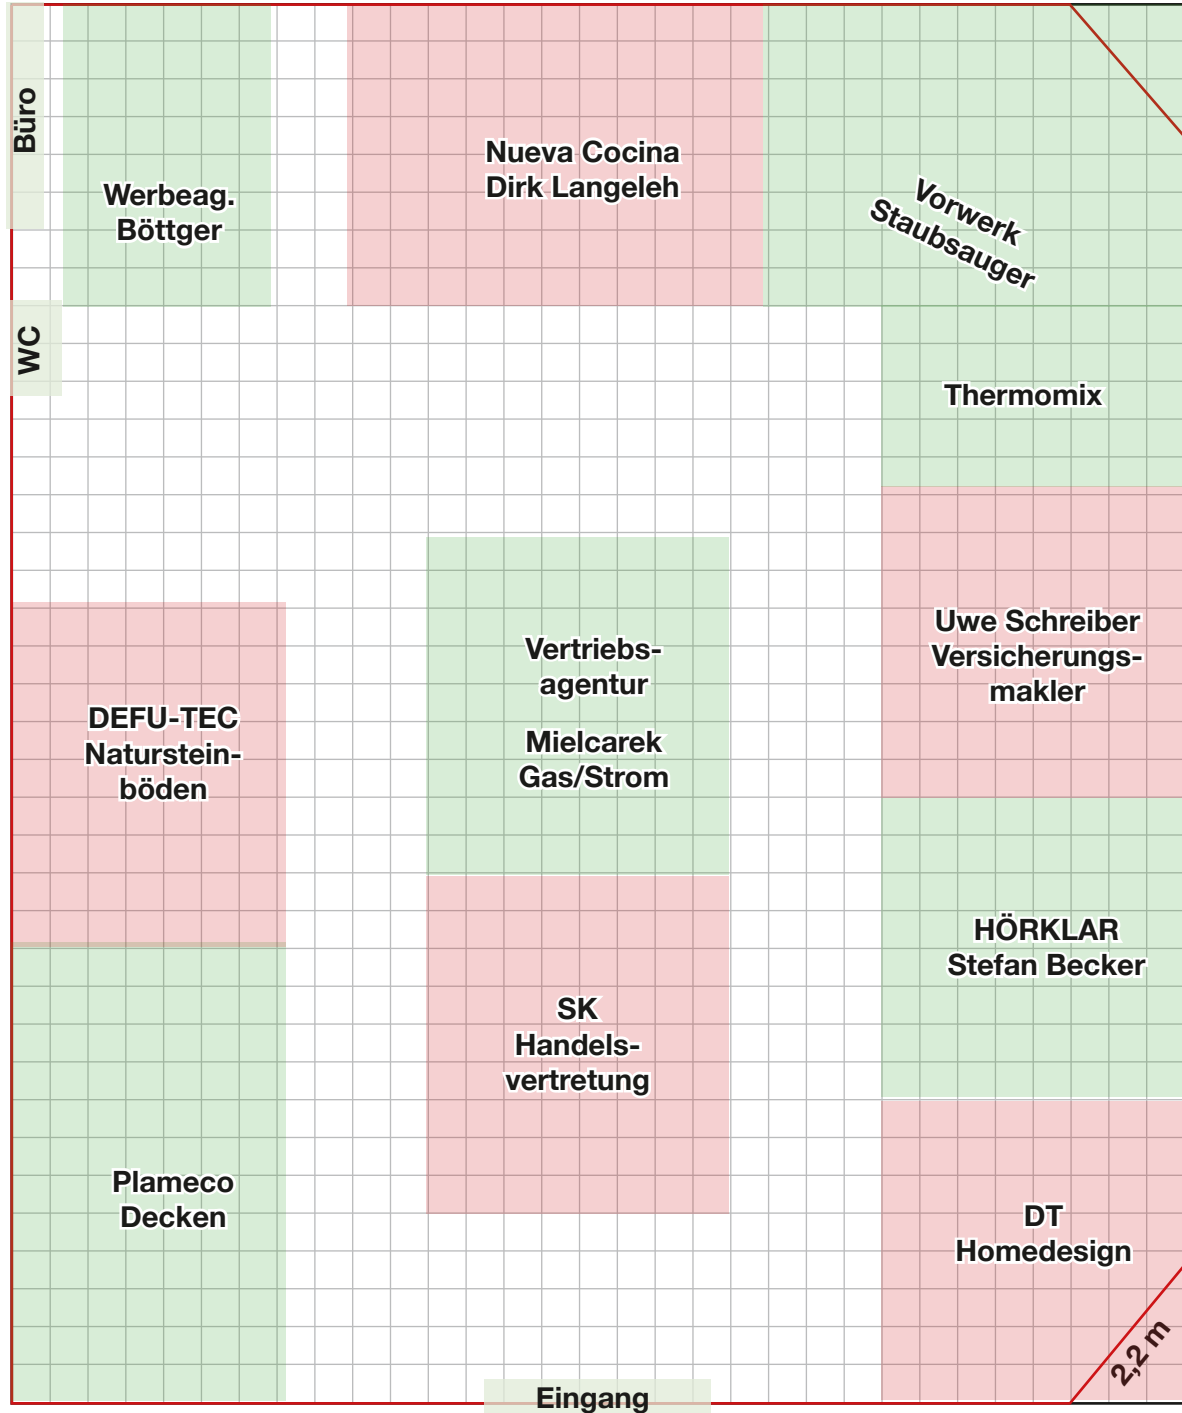 Büro
Werbeag.
Böttger
Nueva Cocina
Dirk Langeleh
Vorwerk
Staubsauger
WC
Thermomix
Uwe Schreiber
Versicherungs-
makler
Vertriebs-
agentur
Mielcarek
Gas/Strom
DEFU-TEC
Naturstein-
böden
HÖRKLAR
Stefan Becker
SK
Handels-
vertretung
Plameco
Decken
DT
Homedesign
2,2 m
Eingang